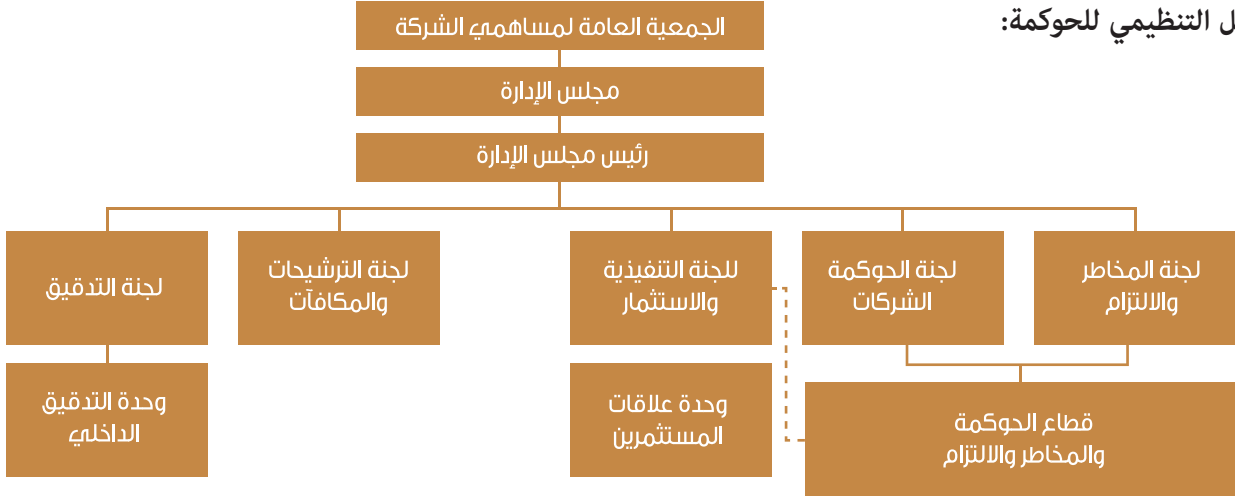 ل التنظيمي للحوكمة:
الجمعية العامة لمساهمي الشركة
مجلس الإدارة
رئيس مجلس الإدارة
لجنة المخاطر
والالتزام
لجنة الحوكمة
الشركات
للجنة التنفيذية
والاستثمار
لجنة الترشيحات
والمكافآت
لجنة التدقيق
قطاع الحوكمة
والمخاطر والالتزام
وحدة علاقات
المستثمرين
وحدة التدقيق
الداخلي